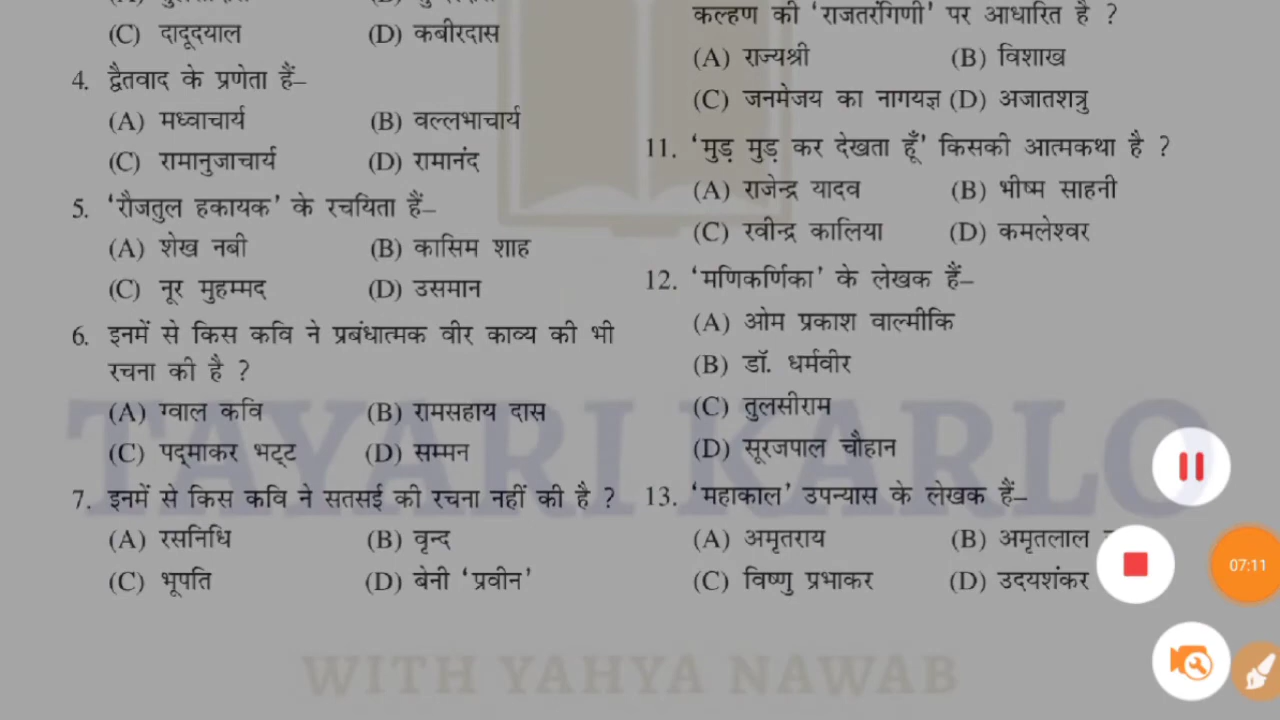 (C) दादूदयाल (D) कबीरदास
4. द्वैतवाद के प्रणेता हैं–
(A) मध्वाचार्य (B) वल्लभाचार्य
(C) रामानुजाचार्य (D) रामानंद
5. ‘रौजतुल हकायक’ के रचयिता हैं–
(A) शेख नबी (B) कासिम शाह
(C) नूर मुहम्मद (D) उसमान
6. इनमें से किस कवि ने प्रबंधात्मक वीर काव्य की भी
रचना की है ?
(A) ग्वाल कवि (B) रामसहाय दास
(C) पद्माकर भट्ट (D) सम्मन
7. इनमें से किस कवि ने सतसई की रचना नहीं की है ?
(A) रसनिधि (B) वृन्द
(C) भूपति (D) बेनी ‘प्रवीन’
कल्हण की ‘राजतरंगिणी’ पर आधारित है ?
(A) राज्यश्री (B) विशाख
(C) जनमेजय का नागयज्ञ (D) अजातशत्रु
11. ‘मुड़ मुड़ कर देखता हूँ’ किसकी आत्मकथा है ?
(A) राजेन्द्र यादव (B) भीष्म साहनी
(C) रवीन्द्र कालिया (D) कमलेश्वर
12. ‘मणिकर्णिका’ के लेखक हैं–
(A) ओम प्रकाश वाल्मीकि
(B) डॉ. धर्मवीर
(C) तुलसीराम
(D) सूरजपाल चौहान
13. ‘महाकाल’ उपन्यास के लेखक हैं–
(A) अमृतराय (B) अमृतलाल
(C) विष्णु प्रभाकर (D) उदयशंकर
TAYARI KARLO
WITH YAHYA NAWAB
07:11